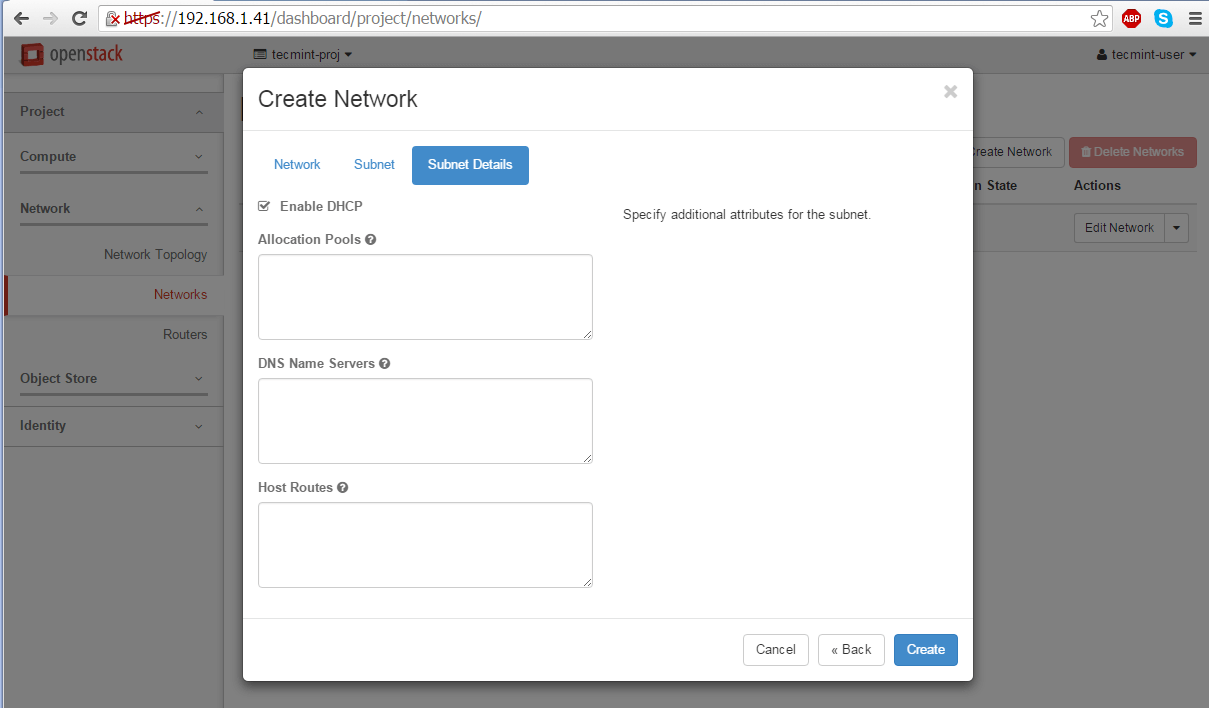 https://192.168.1.41/dashboard/project/networks/
ABP
S
openstack
tecmint-proj
tecmint-user
Project
Compute
Network
Network Topology
Networks
Routers
Object Store
Identity
Create Network
Delete Networks
State
Actions
Edit Network
Create Network
Network
Subnet
Subnet Details
Enable DHCP
Specify additional attributes for the subnet.
Allocation Pools
DNS Name Servers
Host Routes
Cancel
« Back
Create